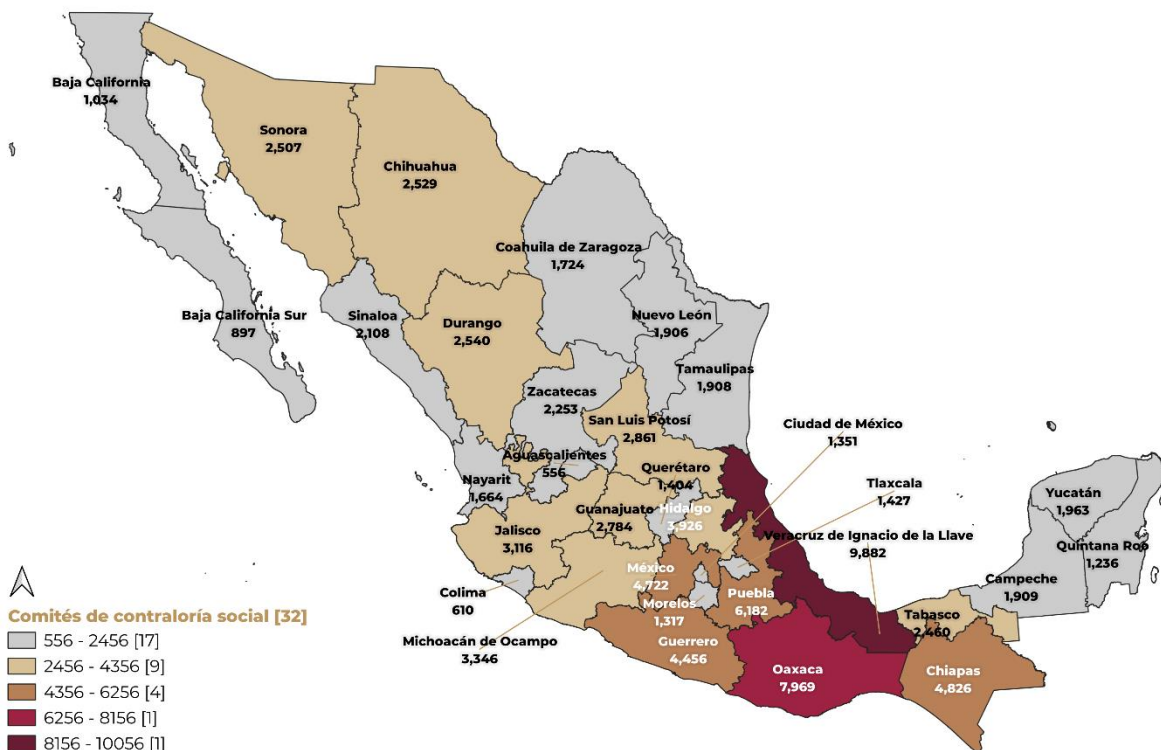 Baja California
1,034
Sonora
2,507
Chihuahua
2,529
Coahuila de Zaragoza
1,724
Nuevo León
1,906
Baja California Sur
897
Sinaloa
2,108
Durango
2,540
Tamaulipas
1,908
Zacatecas
2,253
San Luis Potosí
2,861
Ciudad de México
1,351
Aguascalientes
556
Querétaro
1,404
Nayarit
1,664
Tlaxcala
1,427
Yucatán
1,963
Guanajuato
2,784
Hidalgo
3,926
Jalisco
3,116
Veracruz de Ignacio de la Llave
9,882
Quintana Roo
1,236
México
4,722
Campeche
1,909
Colima
610
Morelos
1,317
Puebla
6,182
Tabasco
2,460
Michoacán de Ocampo
3,346
Guerrero
4,456
Oaxaca
7,969
Chiapas
4,826
Comités de contraloría social [32]
556 - 2456 [17]
2456 - 4356 [9]
4356 - 6256 [4]
6256 - 8156 [1]
8156 - 10056 [1]